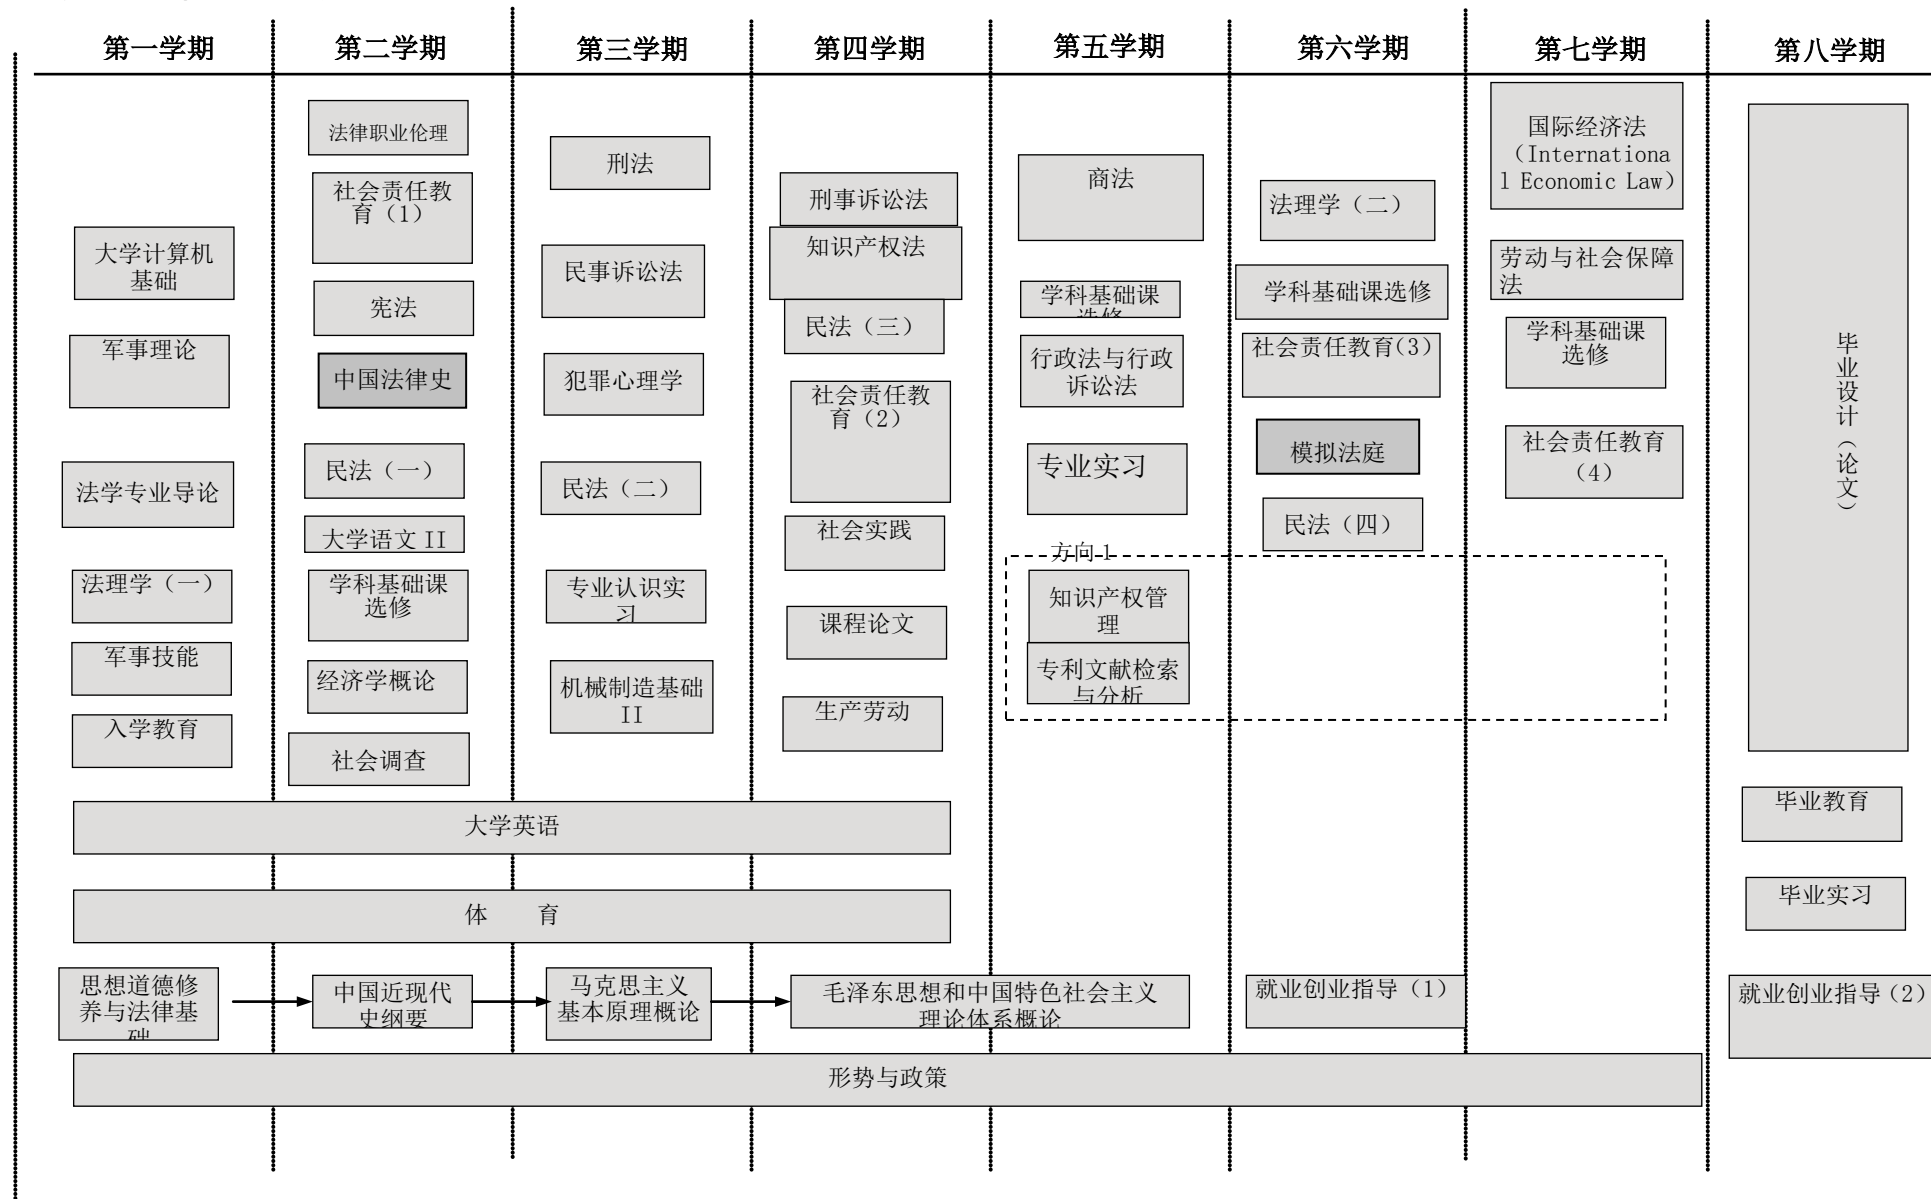 第一学期
第二学期
第三学期
第四学期
第五学期
第六学期
第七学期
第八学期
大学计算机
基础
军事理论
法学专业导论
法理学（一）
军事技能
入学教育
法律职业伦理
社会责任教
育（1）
宪法
中国法律史
民法（一）
大学语文 II
学科基础课
选修
经济学概论
社会调查
刑法
民事诉讼法
犯罪心理学
民法（二）
专业认识实
习
机械制造基础
II
刑事诉讼法
知识产权法
民法（三）
社会责任教
育（2）
社会实践
课程论文
生产劳动
商法
学科基础课
选修
行政法与行政
诉讼法
专业实习
方向 1
知识产权管
理
专利文献检索
与分析
法理学（二）
学科基础课选修
社会责任教育(3)
模拟法庭
民法（四）
国际经济法
（Internationa
l Economic Law）
劳动与社会保障
法
学科基础课
选修
社会责任教育
（4）
毕业设计（论文）
毕业教育
毕业实习
大学英语
体 育
思想道德修
养与法律基
础
中国近现代
史纲要
马克思主义
基本原理概论
毛泽东思想和中国特色社会主义
理论体系概论
就业创业指导（1）
就业创业指导（2）
形势与政策